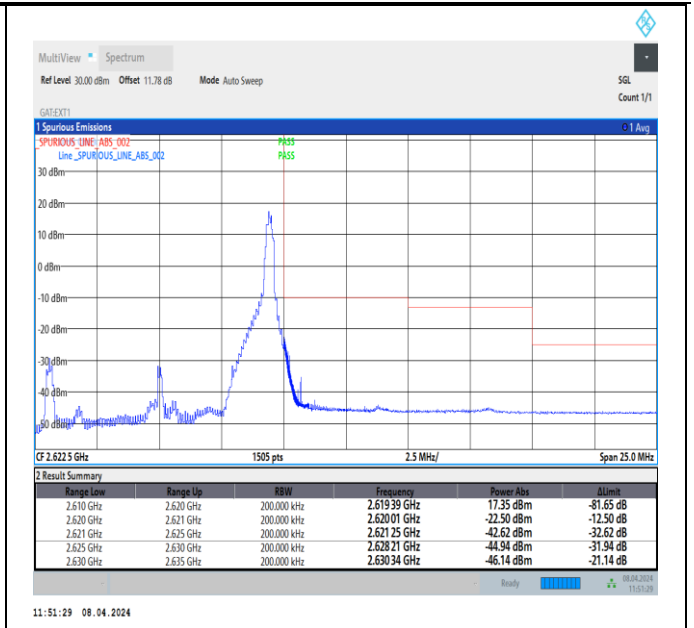 MultiView Spectrum
Ref Level 30.00 dBm Offset 11.78 dB Mode Auto Sweep SGL
Count 1/1
GAT:EXT1
1 Spurious Emissions 1 Avg
_SPURIOUS_LINE_ABS_002 PASS
Line _SPURIOUS_LINE_ABS_002 PASS
30 dBm
20 dBm
10 dBm
0 dBm
-10 dBm
-20 dBm
-30 dBm
-40 dBm
-50 dBm
CF 2.622 5 GHz 1505 pts 2.5 MHz/ Span 25.0 MHz
2 Result Summary
Range Low Range Up RBW Frequency Power Abs ΔLimit
2.610 GHz 2.620 GHz 200.000 kHz 2.619 39 GHz 17.35 dBm -81.65 dB
2.620 GHz 2.621 GHz 200.000 kHz 2.620 01 GHz -22.50 dBm -12.50 dB
2.621 GHz 2.625 GHz 200.000 kHz 2.621 25 GHz -42.62 dBm -32.62 dB
2.625 GHz 2.630 GHz 200.000 kHz 2.628 21 GHz -44.94 dBm -31.94 dB
2.630 GHz 2.635 GHz 200.000 kHz 2.630 34 GHz -46.14 dBm -21.14 dB
Ready 08.04.2024
11:51:29
11:51:29 08.04.2024